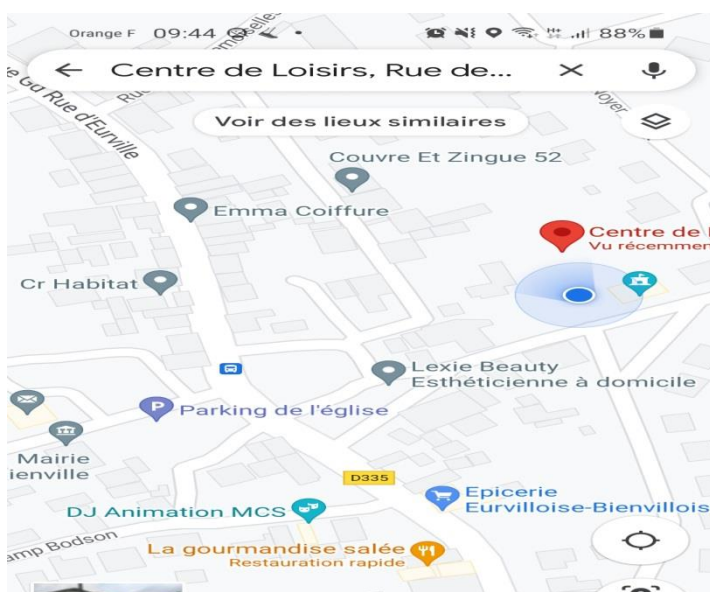 Orange F 09:44
88%
Centre de Loisirs, Rue de...
Voir des lieux similaires
Gd Rue d'Eurville
Couvre Et Zingue 52
Emma Coiffure
Centre de
Vu récemmen
Cr Habitat
Lexie Beauty
Esthéticienne à domicile
P
Parking de l'église
Mairie
ienville
D335
Epicerie
Eurvilloise-Bienvillois
DJ Animation MCS
amp Bodson
La gourmandise salée
Restauration rapide